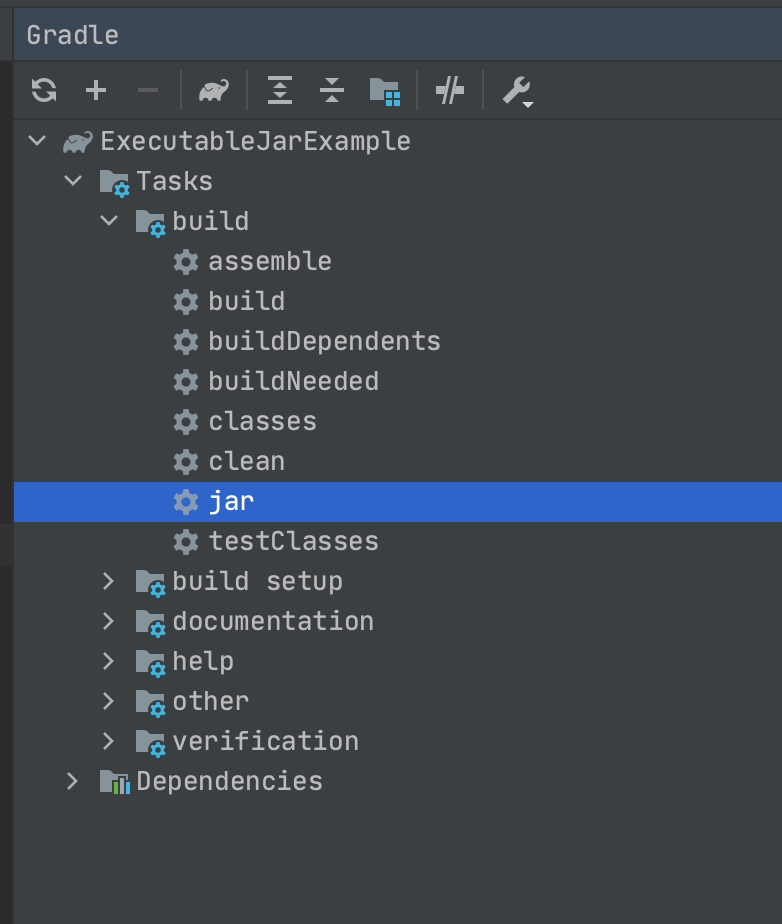 Gradle
ExecutableJarExample
Tasks
build
assemble
build
buildDependents
buildNeeded
classes
clean
jar
testClasses
build setup
documentation
help
other
verification
Dependencies